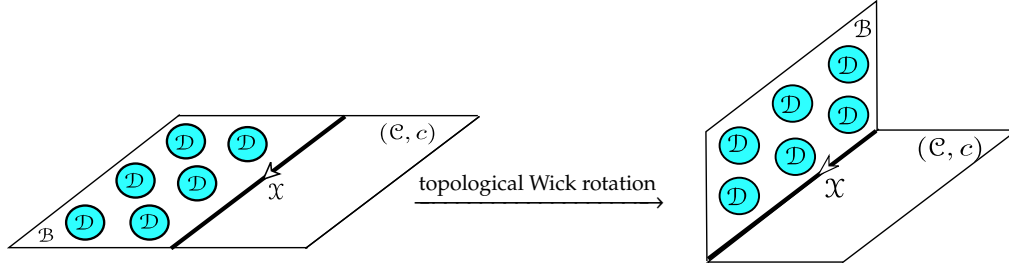 𝒟 𝒟
𝒟 𝒟
𝒟 𝒟
ℬ
(𝒞, c)
𝒳
topological Wick rotation
ℬ
𝒟
𝒟 𝒟
𝒟 𝒟
𝒟
(𝒞, c)
𝒳